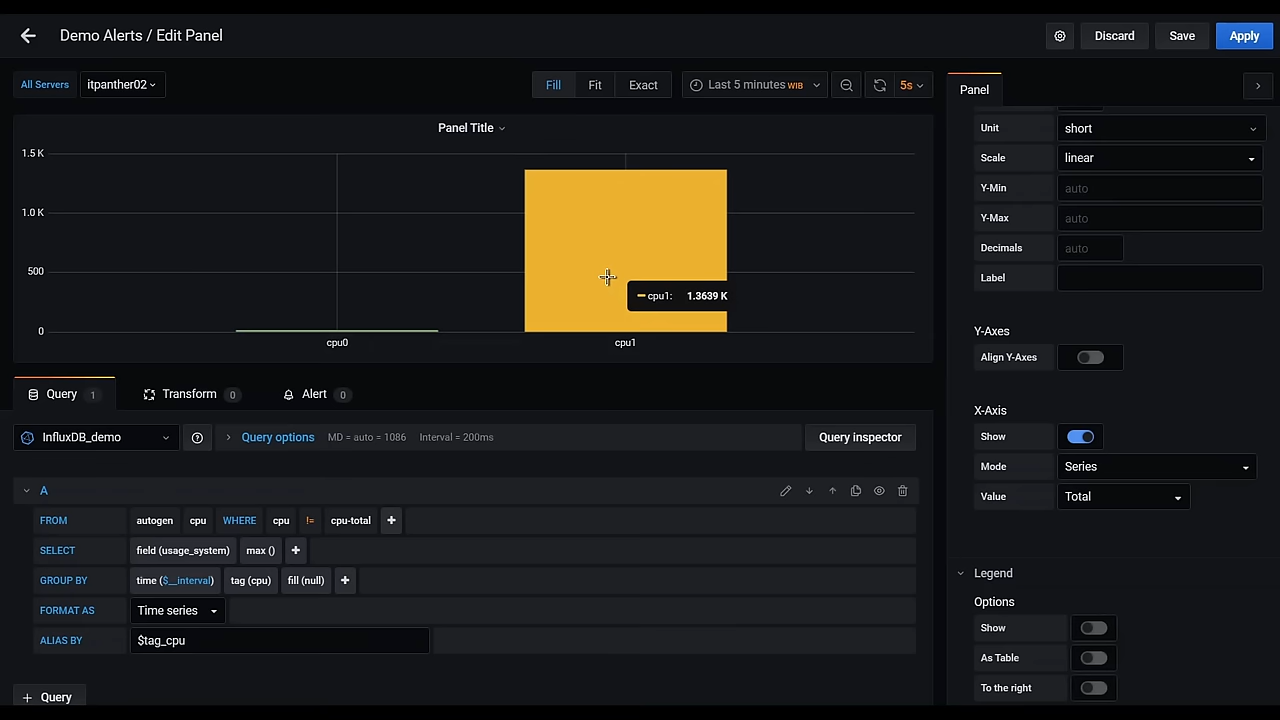 Demo Alerts / Edit Panel
Discard
Save
Apply
All Servers
itpanther02
Fill
Fit
Exact
Last 5 minutes WIB
5s
Panel
Panel Title
1.5 K
1.0 K
500
0
cpu0
cpu1
cpu1: 1.3639 K
Unit
short
Scale
linear
Y-Min
auto
Y-Max
auto
Decimals
auto
Label
Y-Axes
Align Y-Axes
X-Axis
Show
Mode
Series
Value
Total
Legend
Options
Show
As Table
To the right
Query 1
Transform 0
Alert 0
InfluxDB_demo
Query options MD = auto = 1086 Interval = 200ms
Query inspector
A
FROM autogen cpu WHERE cpu != cpu-total +
SELECT field (usage_system) max () +
GROUP BY time ($__interval) tag (cpu) fill (null) +
FORMAT AS Time series
ALIAS BY $tag_cpu
+ Query